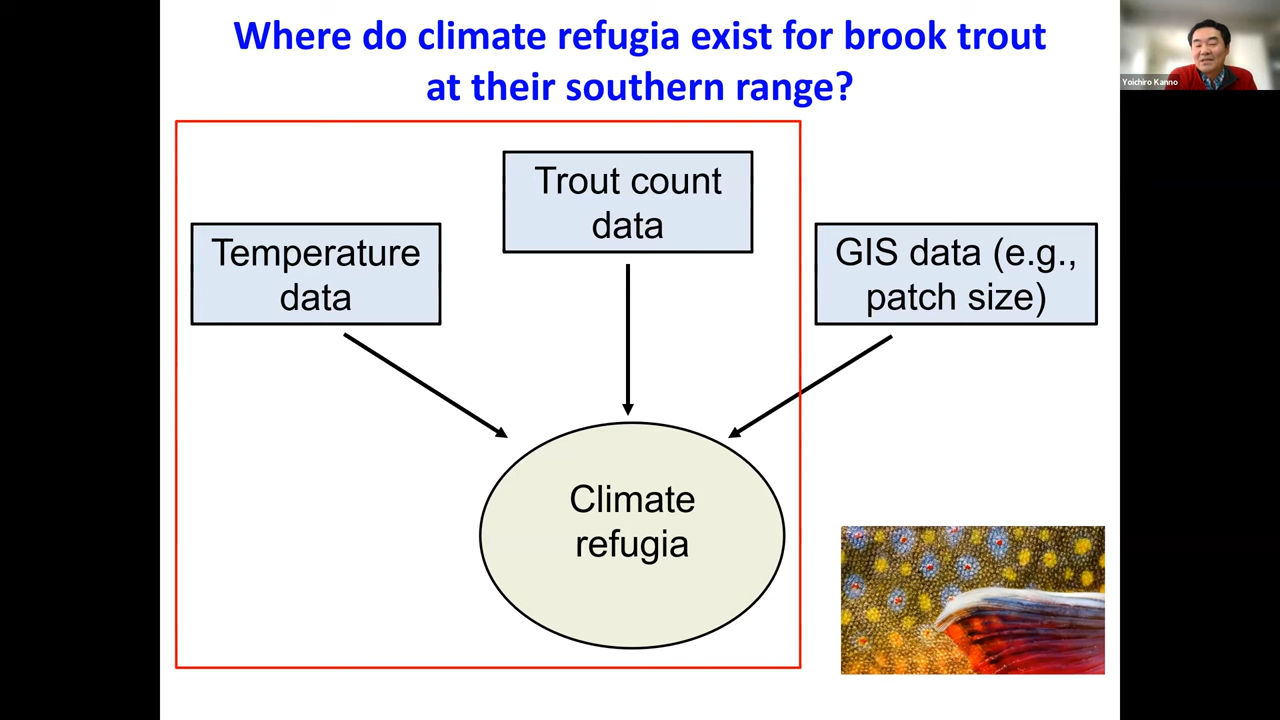 Where do climate refugia exist for brook trout
at their southern range?
Yoichiro Kanno
Trout count
data
Temperature
data
GIS data (e.g.,
patch size)
Climate
refugia